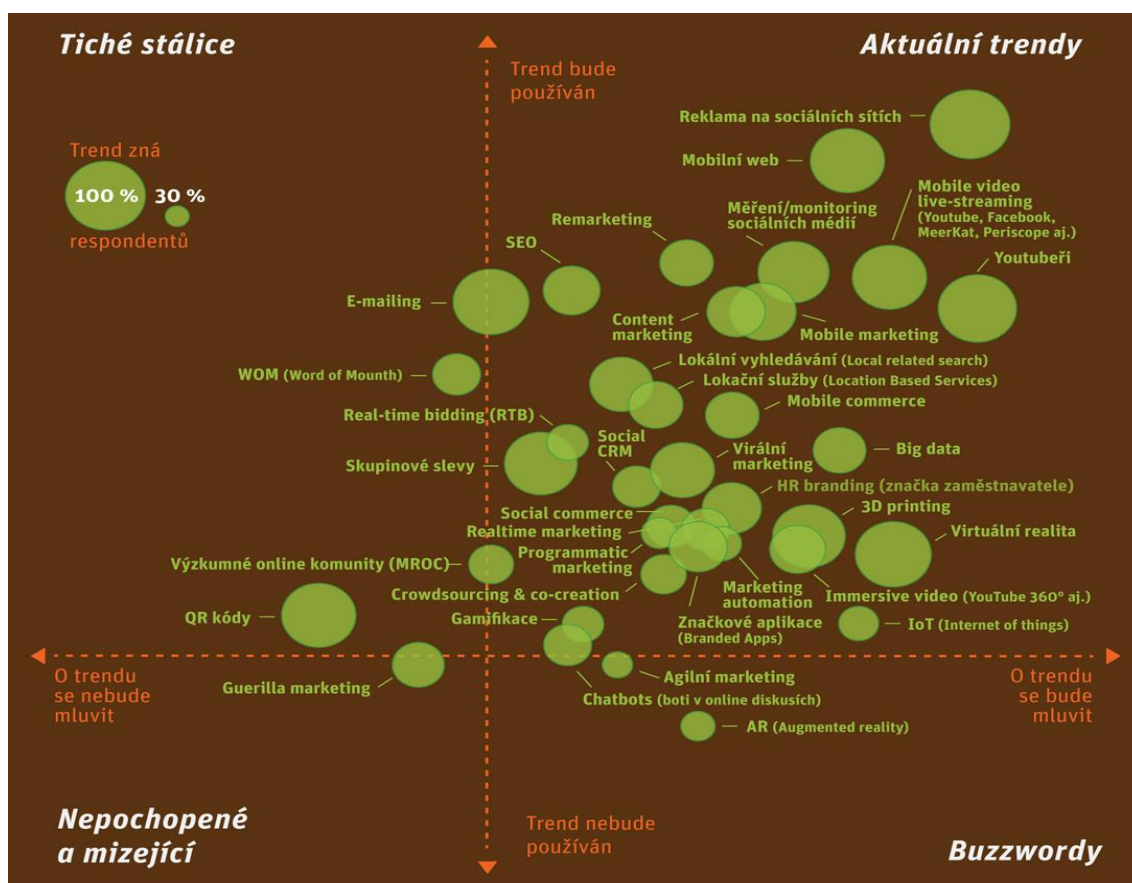 Tiché stálice
Aktuální trendy
Trend bude
používán
Trend zná
100 %
30 %
respondentů
Reklama na sociálních sítích
Mobilní web
Mobile video
live-streaming
(Youtube, Facebook,
MeerKat, Periscope aj.)
Měření/monitoring
sociálních médií
Remarketing
SEO
Youtubeři
E-mailing
Content
marketing
Mobile marketing
Lokální vyhledávání (Local related search)
WOM (Word of Mounth)
Lokační služby (Location Based Services)
Mobile commerce
Real-time bidding (RTB)
Social
CRM
Virální
marketing
Big data
Skupinové slevy
HR branding (značka zaměstnavatele)
3D printing
Social commerce
Realtime marketing
Virtuální realita
Programmatic
marketing
Výzkumné online komunity (MROC)
Marketing
automation
Crowdsourcing & co-creation
Immersive video (YouTube 360° aj.)
QR kódy
Gamifikace
Značkové aplikace
(Branded Apps)
IoT (Internet of things)
O trendu
se nebude
mluvit
Guerilla marketing
Agilní marketing
O trendu
se bude
mluvit
Chatbots (boti v online diskusích)
AR (Augmented reality)
Nepochopené
a mizející
Trend nebude
používán
Buzzwordy